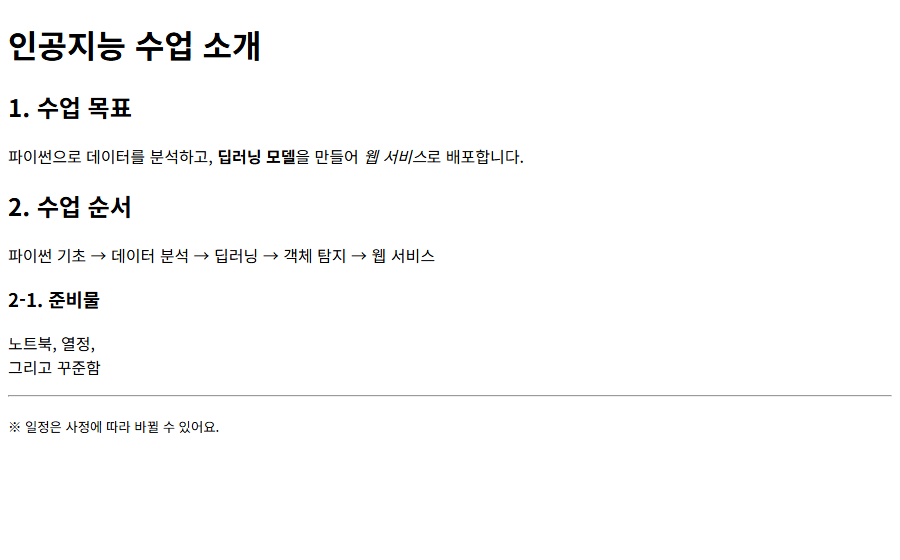 인공지능 수업 소개
1. 수업 목표
파이썬으로 데이터를 분석하고, 딥러닝 모델을 만들어 웹 서비스로 배포합니다.
2. 수업 순서
파이썬 기초 → 데이터 분석 → 딥러닝 → 객체 탐지 → 웹 서비스
2-1. 준비물
노트북, 열정,
그리고 꾸준함
※ 일정은 사정에 따라 바뀔 수 있어요.